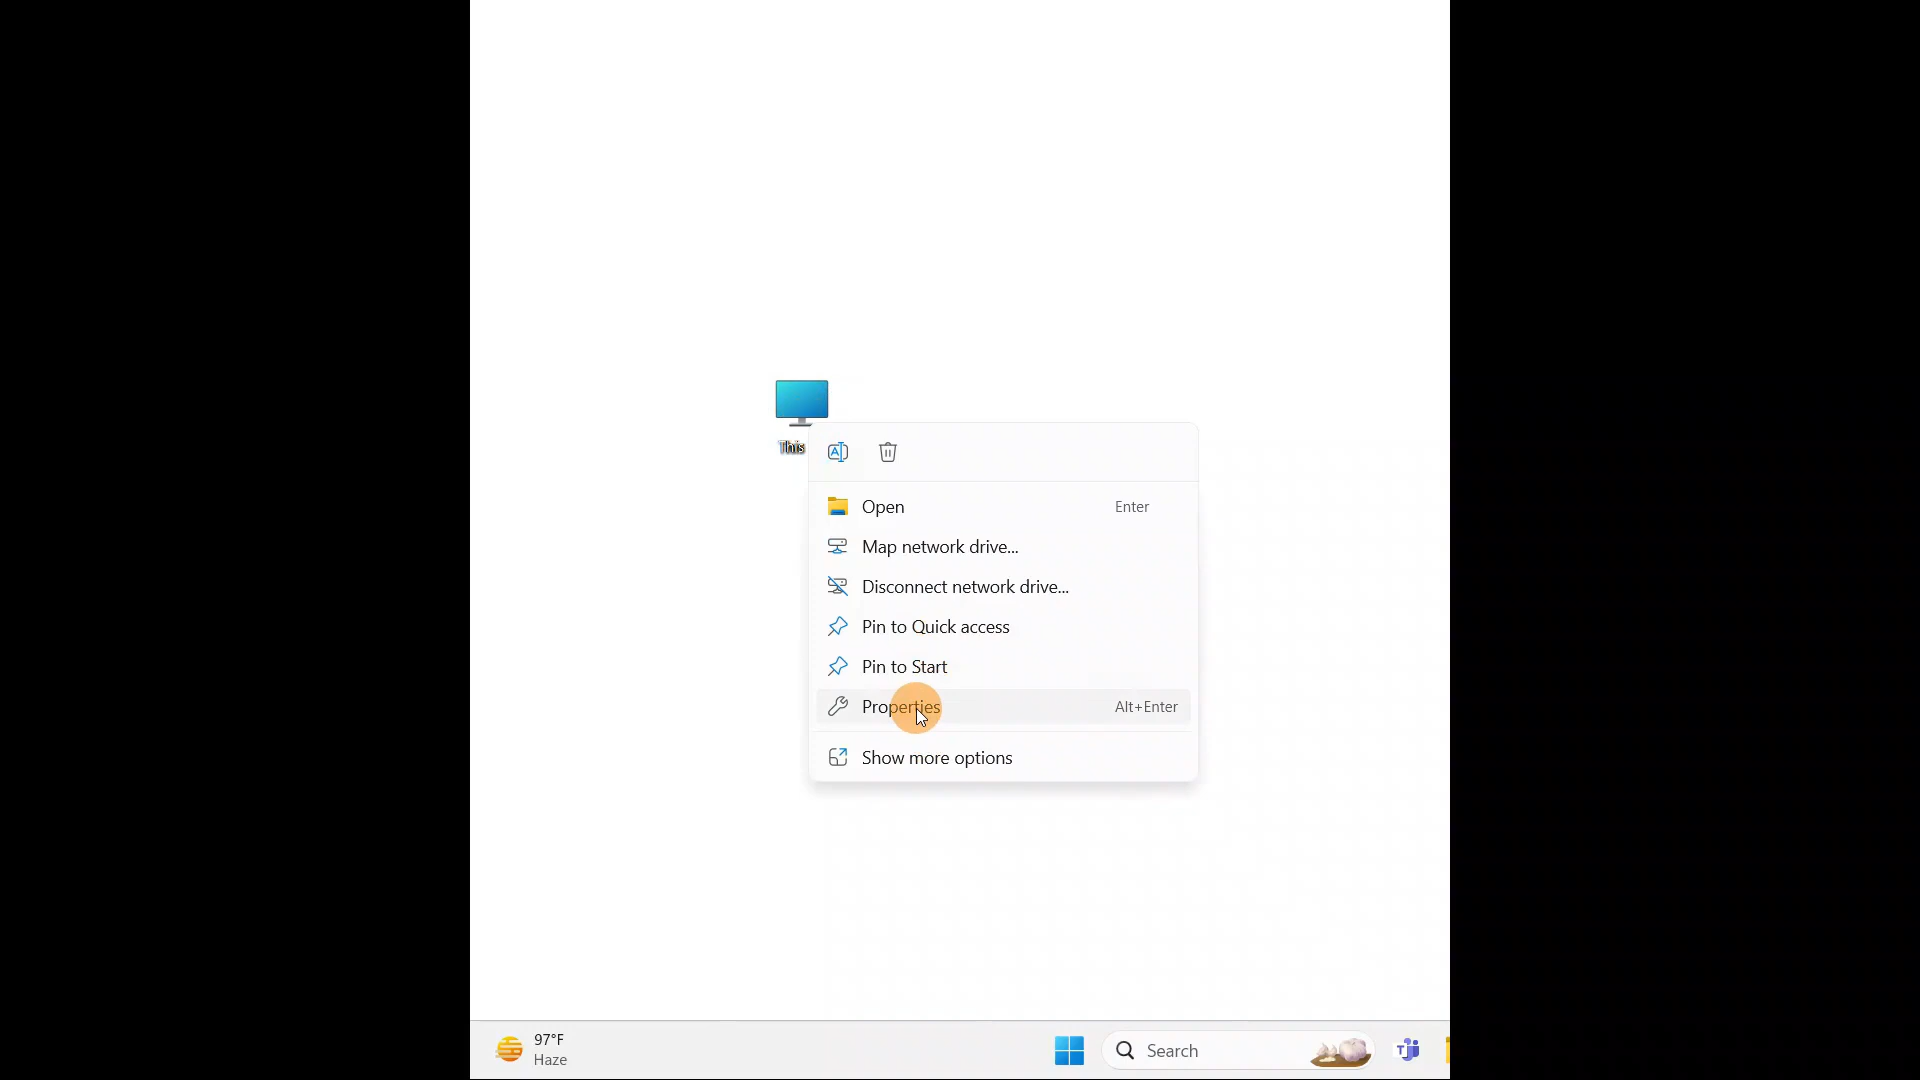 This
Open Enter
Map network drive...
Disconnect network drive...
Pin to Quick access
Pin to Start
Properties Alt+Enter
Show more options
97°F
Haze
Search